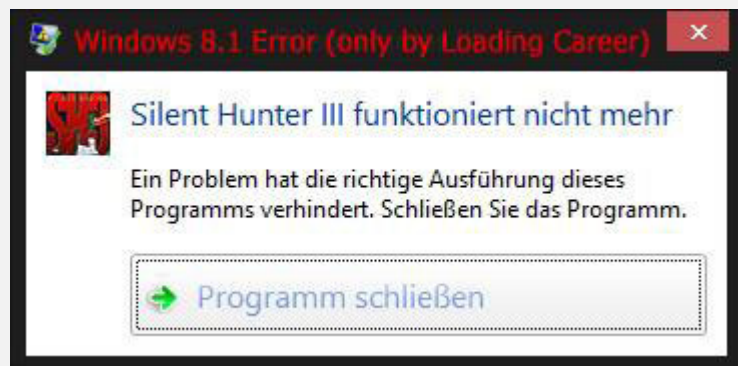 Windows 8.1 Error (only by Loading Career)
Silent Hunter III funktioniert nicht mehr
Ein Problem hat die richtige Ausführung dieses
Programms verhindert. Schließen Sie das Programm.
Programm schließen